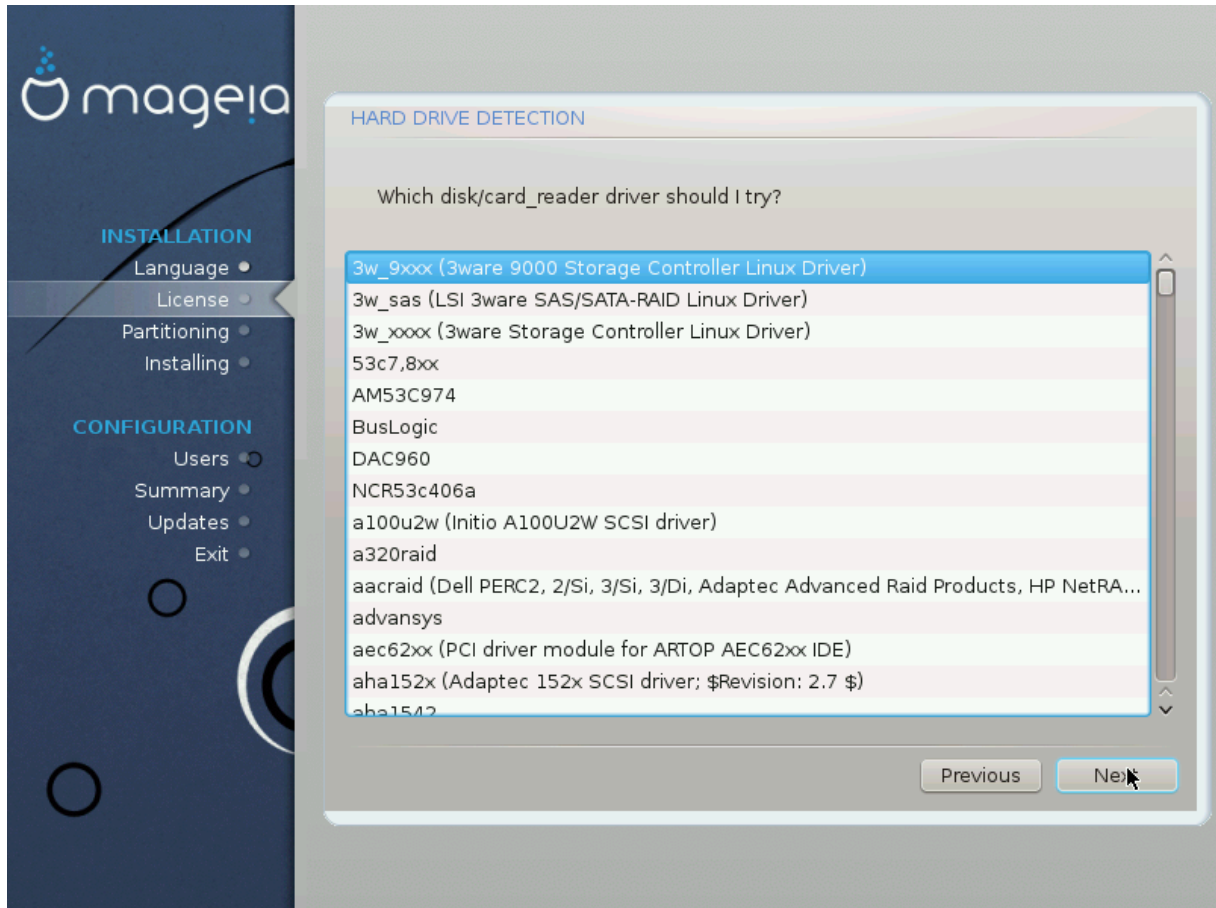 mageia
INSTALLATION
Language
License
Partitioning
Installing
CONFIGURATION
Users
Summary
Updates
Exit
HARD DRIVE DETECTION
Which disk/card_reader driver should I try?
3w_9xxx (3ware 9000 Storage Controller Linux Driver)
3w_sas (LSI 3ware SAS/SATA-RAID Linux Driver)
3w_xxxx (3ware Storage Controller Linux Driver)
53c7,8xx
AM53C974
BusLogic
DAC960
NCR53c406a
a100u2w (Initio A100U2W SCSI driver)
a320raid
aacraid (Dell PERC2, 2/Si, 3/Si, 3/Di, Adaptec Advanced Raid Products, HP NetRA...
advansys
aec62xx (PCI driver module for ARTOP AEC62xx IDE)
aha152x (Adaptec 152x SCSI driver; $Revision: 2.7 $)
aha1542
Previous
Next